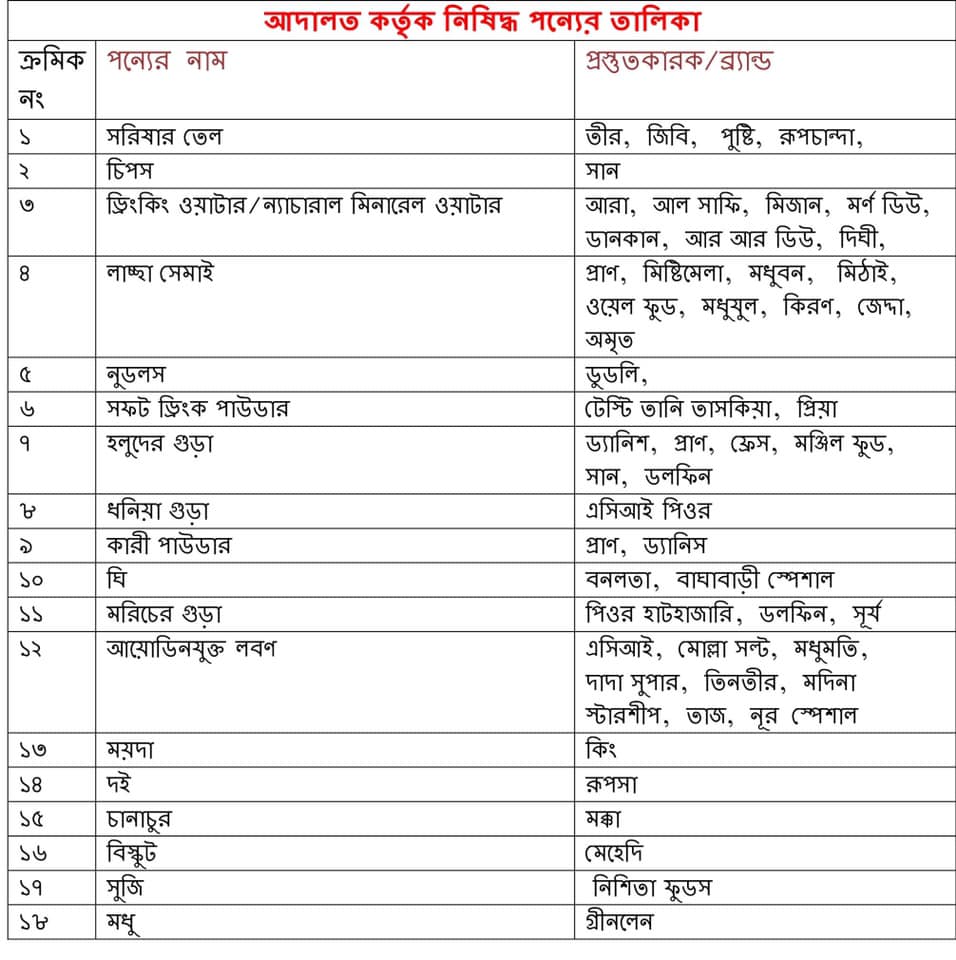 আদালত কর্তৃক নিষিদ্ধ পন্যের তালিকা
ক্রমিক নং পন্যের নাম প্রস্তুতকারক/ব্র্যান্ড
১ সরিষার তেল তীর, জিবি, পুষ্টি, রূপচান্দা,
২ চিপস সান
৩ ড্রিংকিং ওয়াটার/ন্যাচারাল মিনারেল ওয়াটার আরা, আল সাফি, মিজান, মর্ণ ডিউ,
ডানকান, আর আর ডিউ, দিঘী,
৪ লাচ্ছা সেমাই প্রাণ, মিষ্টিমেলা, মধুবন, মিঠাই,
ওয়েল ফুড, মধুযুল, কিরণ, জেদ্দা,
অমৃত
৫ নুডলস ডুডলি,
৬ সফট ড্রিংক পাউডার টেস্টি তানি তাসকিয়া, প্রিয়া
৭ হলুদের গুড়া ড্যানিশ, প্রাণ, ফ্রেস, মঞ্জিল ফুড,
সান, ডলফিন
৮ ধনিয়া গুড়া এসিআই পিওর
৯ কারী পাউডার প্রাণ, ড্যানিস
১০ ঘি বনলতা, বাঘাবাড়ী স্পেশাল
১১ মরিচের গুড়া পিওর হাটহাজারি, ডলফিন, সূর্য
১২ আয়োডিনযুক্ত লবণ এসিআই, মোল্লা সল্ট, মধুমতি,
দাদা সুপার, তিনতীর, মদিনা
স্টারশীপ, তাজ, নূর স্পেশাল
১৩ ময়দা কিং
১৪ দই রূপসা
১৫ চানাচুর মক্কা
১৬ বিস্কুট মেহেদি
১৭ সুজি নিশিতা ফুডস
১৮ মধু গ্রীনলেন